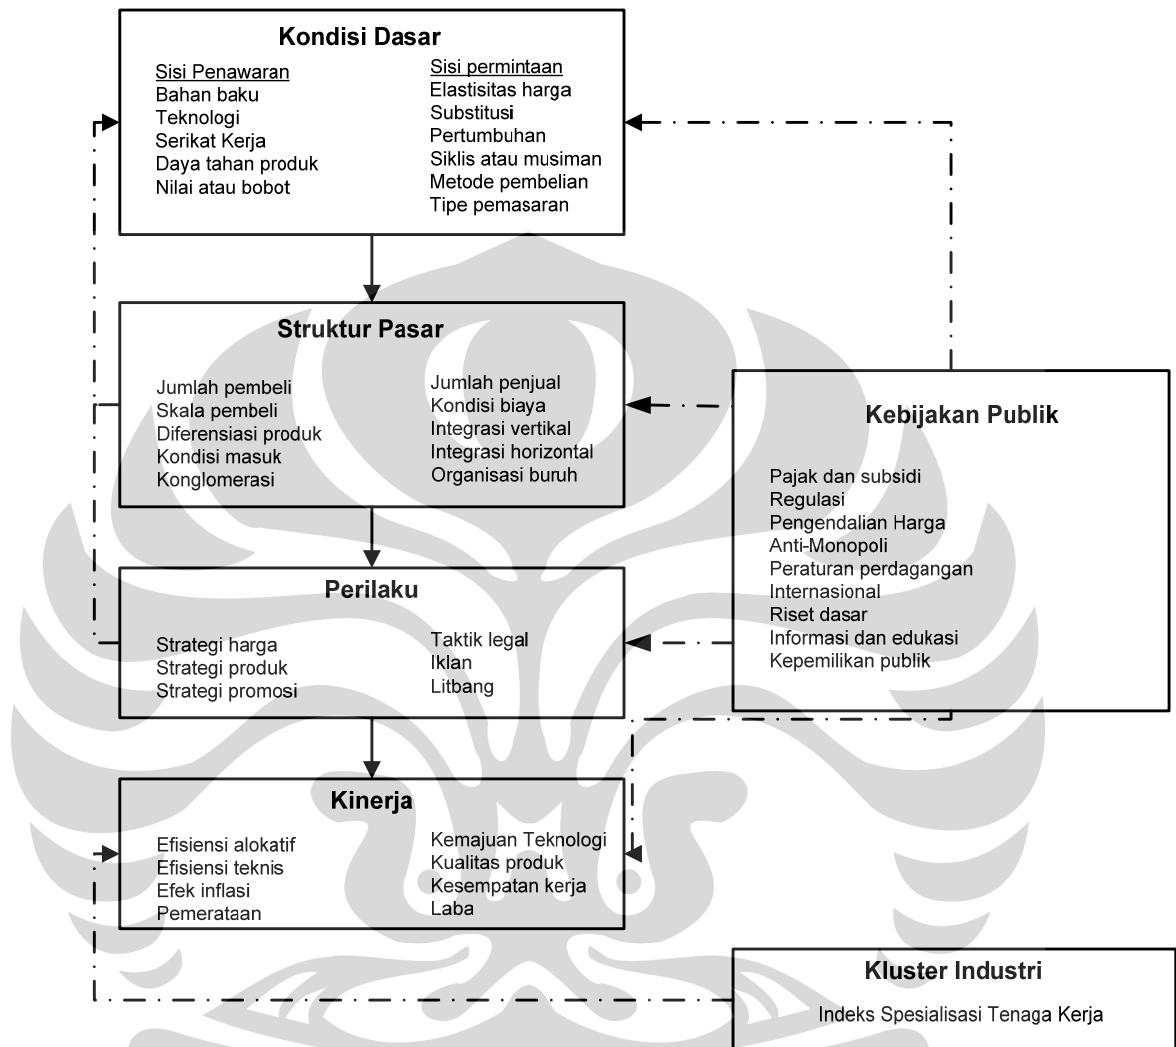 Kondisi Dasar
Sisi Penawaran
Bahan baku
Teknologi
Serikat Kerja
Daya tahan produk
Nilai atau bobot
Sisi permintaan
Elastisitas harga
Substitusi
Pertumbuhan
Siklis atau musiman
Metode pembelian
Tipe pemasaran
Struktur Pasar
Jumlah pembeli
Skala pembeli
Diferensiasi produk
Kondisi masuk
Konglomerasi
Jumlah penjual
Kondisi biaya
Integrasi vertikal
Integrasi horizontal
Organisasi buruh
Kebijakan Publik
Pajak dan subsidi
Regulasi
Pengendalian Harga
Anti-Monopoli
Peraturan perdagangan
Internasional
Riset dasar
Informasi dan edukasi
Kepemilikan publik
Perilaku
Strategi harga
Strategi produk
Strategi promosi
Taktik legal
Iklan
Litbang
Kinerja
Efisiensi alokatif
Efisiensi teknis
Efek inflasi
Pemerataan
Kemajuan Teknologi
Kualitas produk
Kesempatan kerja
Laba
Kluster Industri
Indeks Spesialisasi Tenaga Kerja